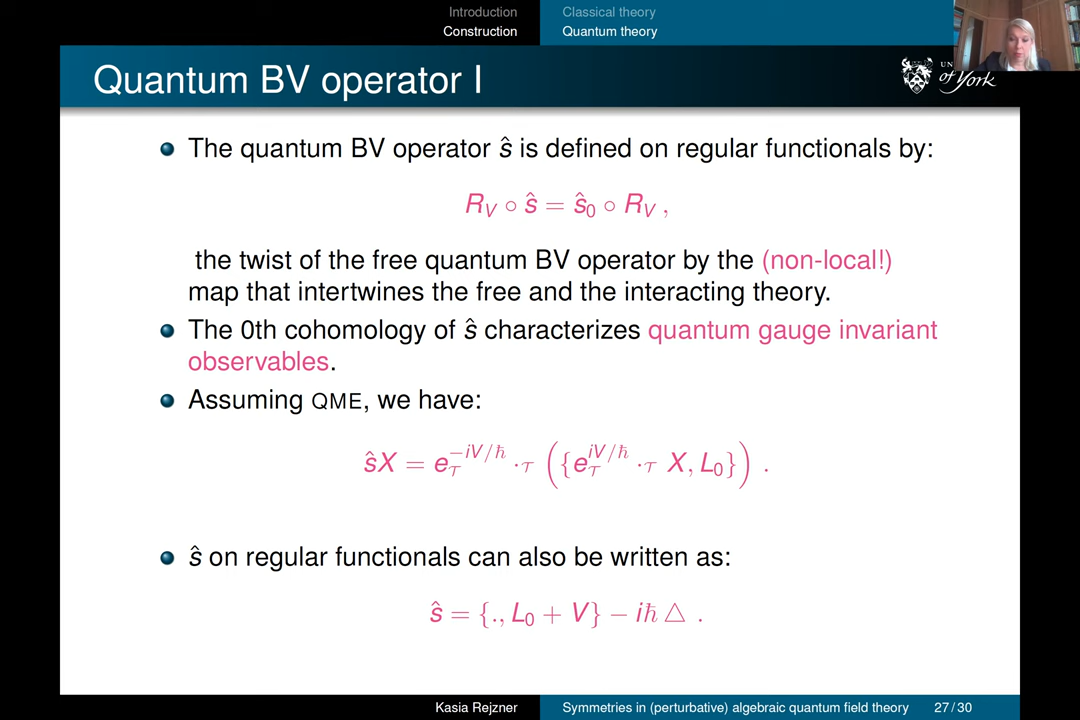 Introduction
Construction
Classical theory
Quantum theory
Quantum BV operator I
UN
of York
The quantum BV operator ŝ is defined on regular functionals by:
R_V ∘ ŝ = ŝ_0 ∘ R_V ,
the twist of the free quantum BV operator by the (non-local!)
map that intertwines the free and the interacting theory.
The 0th cohomology of ŝ characterizes quantum gauge invariant
observables.
Assuming QME, we have:
ŝX = e_𝒯^{-iV/ℏ} ·_𝒯 ({e_𝒯^{iV/ℏ} ·_𝒯 X, L_0}) .
ŝ on regular functionals can also be written as:
ŝ = {., L_0 + V} − iℏ △ .
Kasia Rejzner
Symmetries in (perturbative) algebraic quantum field theory
27 / 30